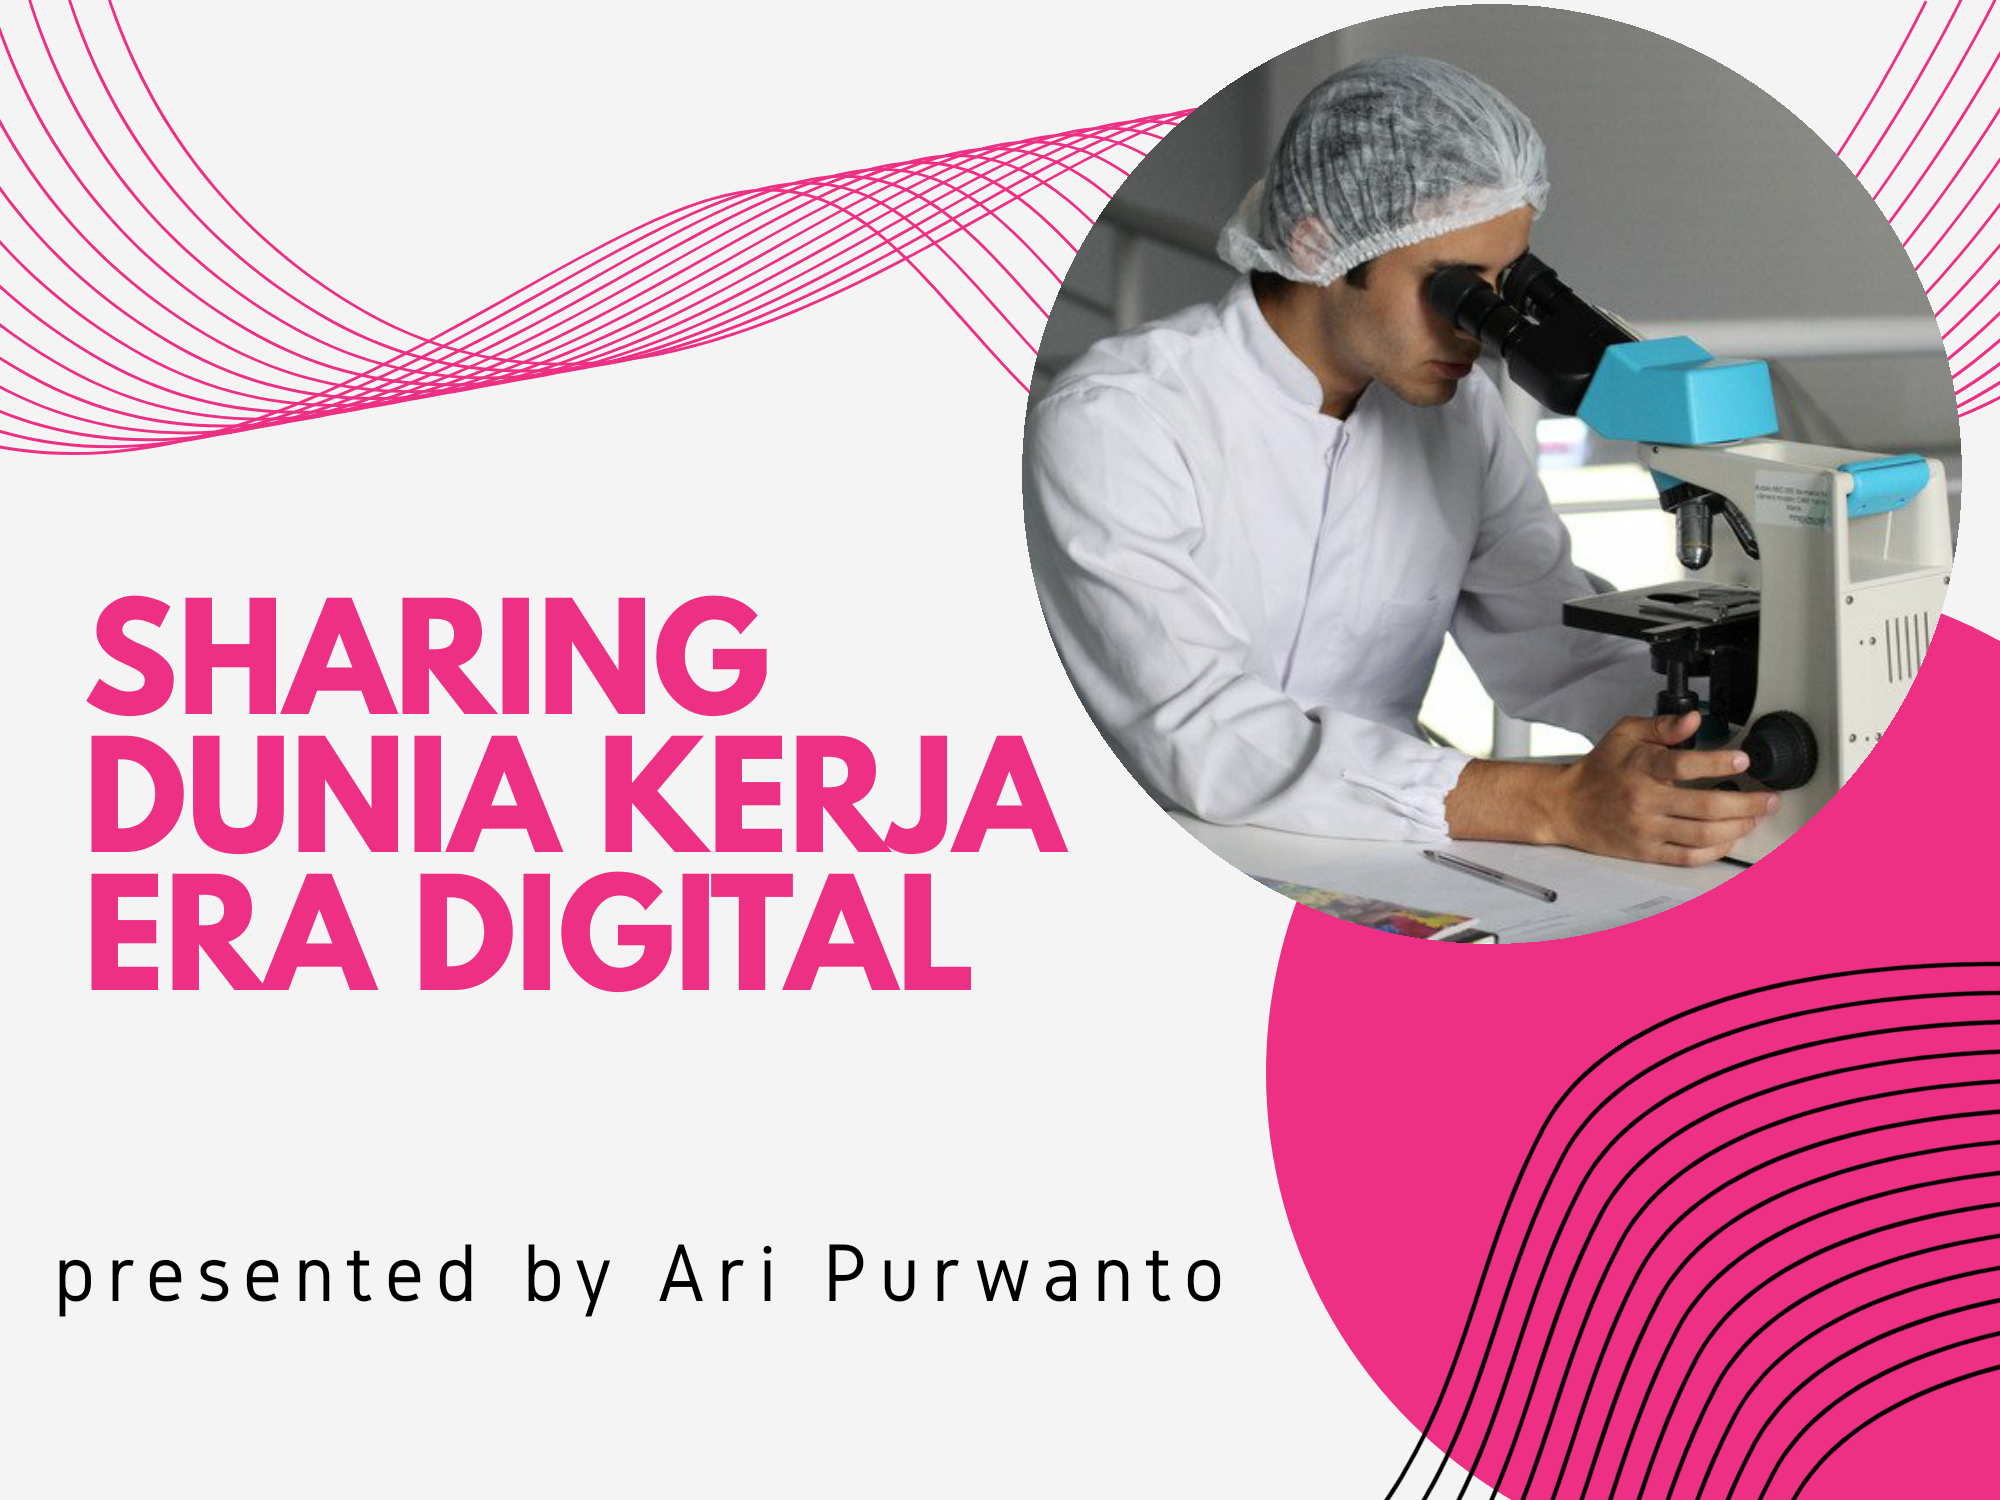 SHARING
DUNIA KERJA
ERA DIGITAL
presented by Ari Purwanto